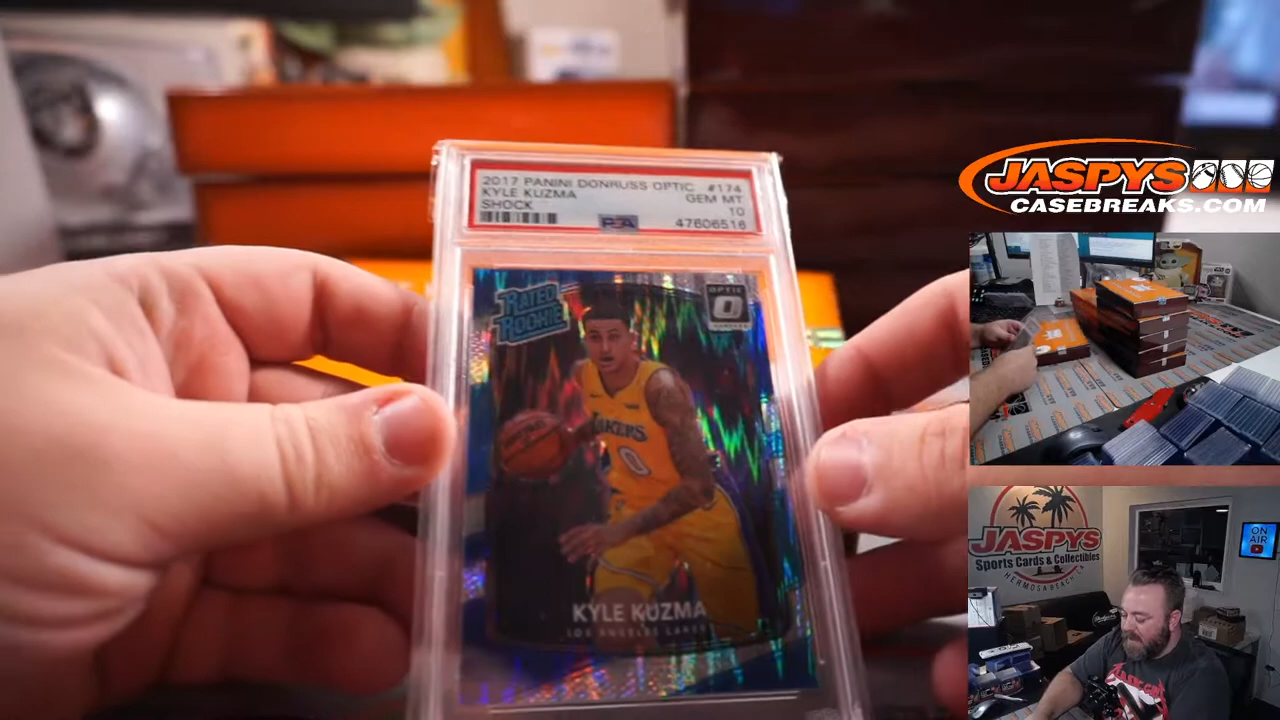 2017 PANINI DONRUSS OPTIC #174
KYLE KUZMA GEM MT
SHOCK 10
PSA 47606516
RATED
ROOKIE
OPTIC
LAKERS
0
KYLE KUZMA
LOS ANGELES LAKERS
JASPYS
CASEBREAKS.COM
JASPYS
Sports Cards & Collectibles
HERMOSA BEACH, CA
ON
AIR